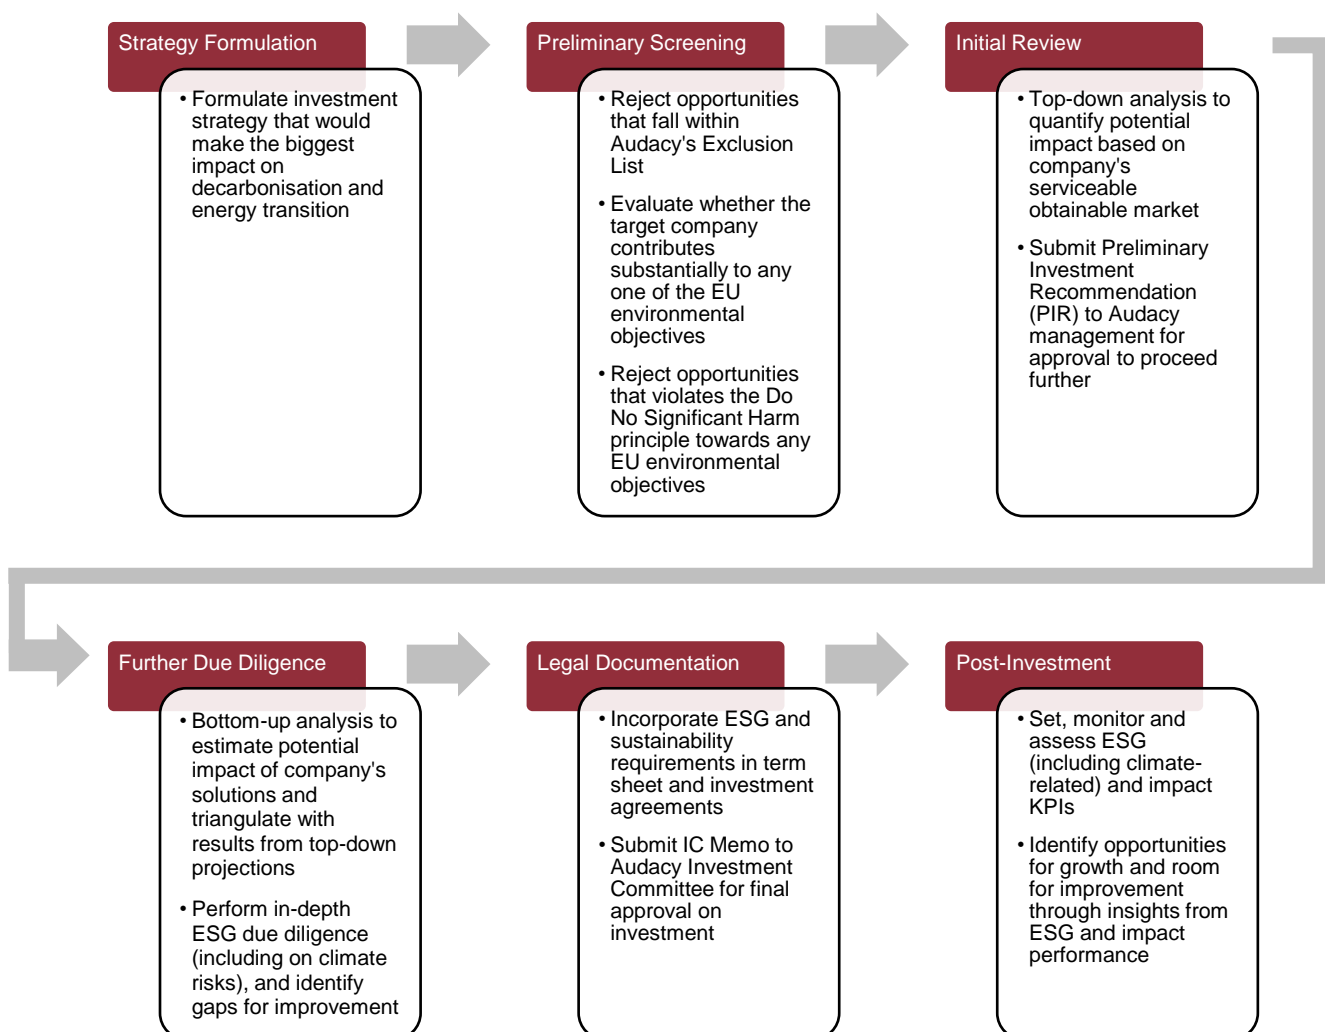 Strategy Formulation
• Formulate investment
strategy that would
make the biggest
impact on
decarbonisation and
energy transition
Preliminary Screening
• Reject opportunities
that fall within
Audacy's Exclusion
List
• Evaluate whether the
target company
contributes
substantially to any
one of the EU
environmental
objectives
• Reject opportunities
that violates the Do
No Significant Harm
principle towards any
EU environmental
objectives
Initial Review
• Top-down analysis to
quantify potential
impact based on
company's
serviceable
obtainable market
• Submit Preliminary
Investment
Recommendation
(PIR) to Audacy
management for
approval to proceed
further
Further Due Diligence
• Bottom-up analysis to
estimate potential
impact of company's
solutions and
triangulate with
results from top-down
projections
• Perform in-depth
ESG due diligence
(including on climate
risks), and identify
gaps for improvement
Legal Documentation
• Incorporate ESG and
sustainability
requirements in term
sheet and investment
agreements
• Submit IC Memo to
Audacy Investment
Committee for final
approval on
investment
Post-Investment
• Set, monitor and
assess ESG
(including climate-
related) and impact
KPIs
• Identify opportunities
for growth and room
for improvement
through insights from
ESG and impact
performance